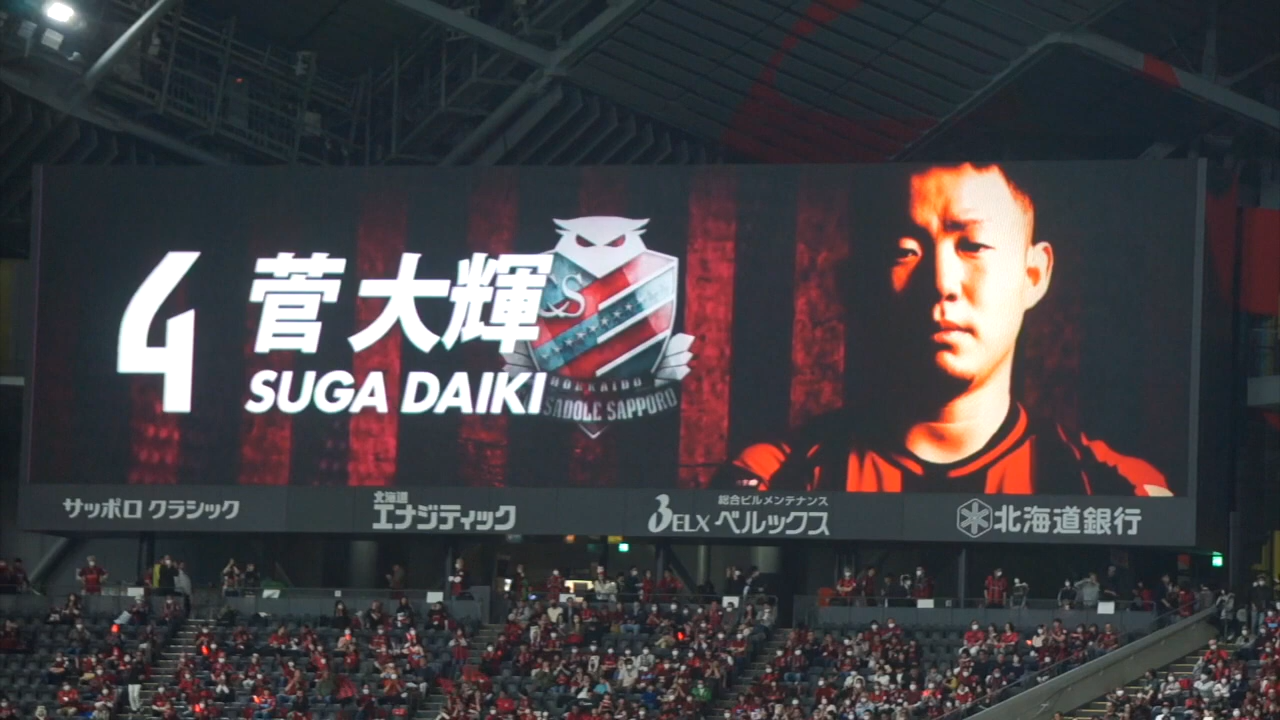 4
菅大輝
SUGA DAIKI
CS
HOKKAIDO
SADOLE SAPPORO
サッポロ クラシック
北海道
エナジティック
3ELX
総合ビルメンテナンス
ベルックス
北海道銀行